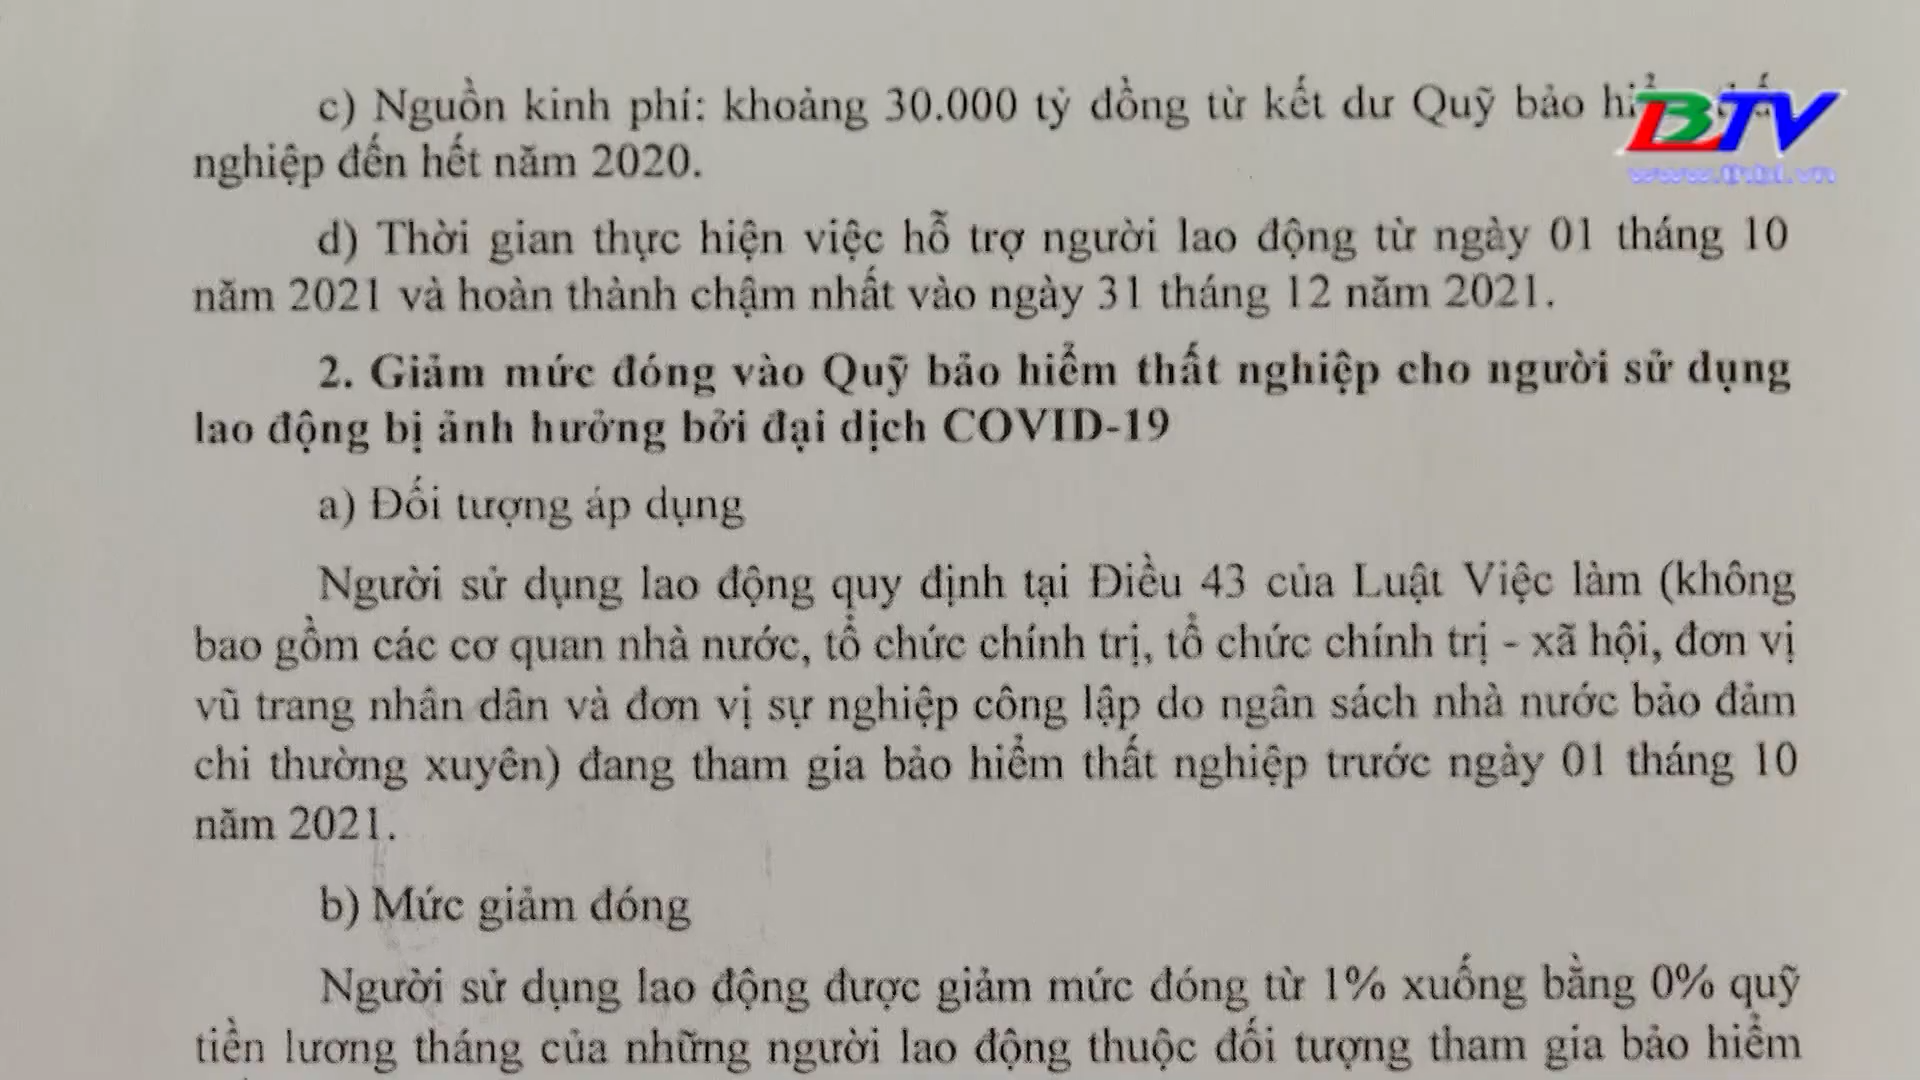 c) Nguồn kinh phí: khoảng 30.000 tỷ đồng từ kết dư Quỹ bảo
nghiệp đến hết năm 2020.
d) Thời gian thực hiện việc hỗ trợ người lao động từ ngày 01 tháng 10
năm 2021 và hoàn thành chậm nhất vào ngày 31 tháng 12 năm 2021.
2. Giảm mức đóng vào Quỹ bảo hiểm thất nghiệp cho người sử dụng
lao động bị ảnh hưởng bởi đại dịch COVID-19
a) Đối tượng áp dụng
Người sử dụng lao động quy định tại Điều 43 của Luật Việc làm (không
bao gồm các cơ quan nhà nước, tổ chức chính trị, tổ chức chính trị - xã hội, đơn vị
vũ trang nhân dân và đơn vị sự nghiệp công lập do ngân sách nhà nước bảo đảm
chi thường xuyên) đang tham gia bảo hiểm thất nghiệp trước ngày 01 tháng 10
năm 2021.
b) Mức giảm đóng
Người sử dụng lao động được giảm mức đóng từ 1% xuống bằng 0% quỹ
tiền lương tháng của những người lao động thuộc đối tượng tham gia bảo hiểm
BTV